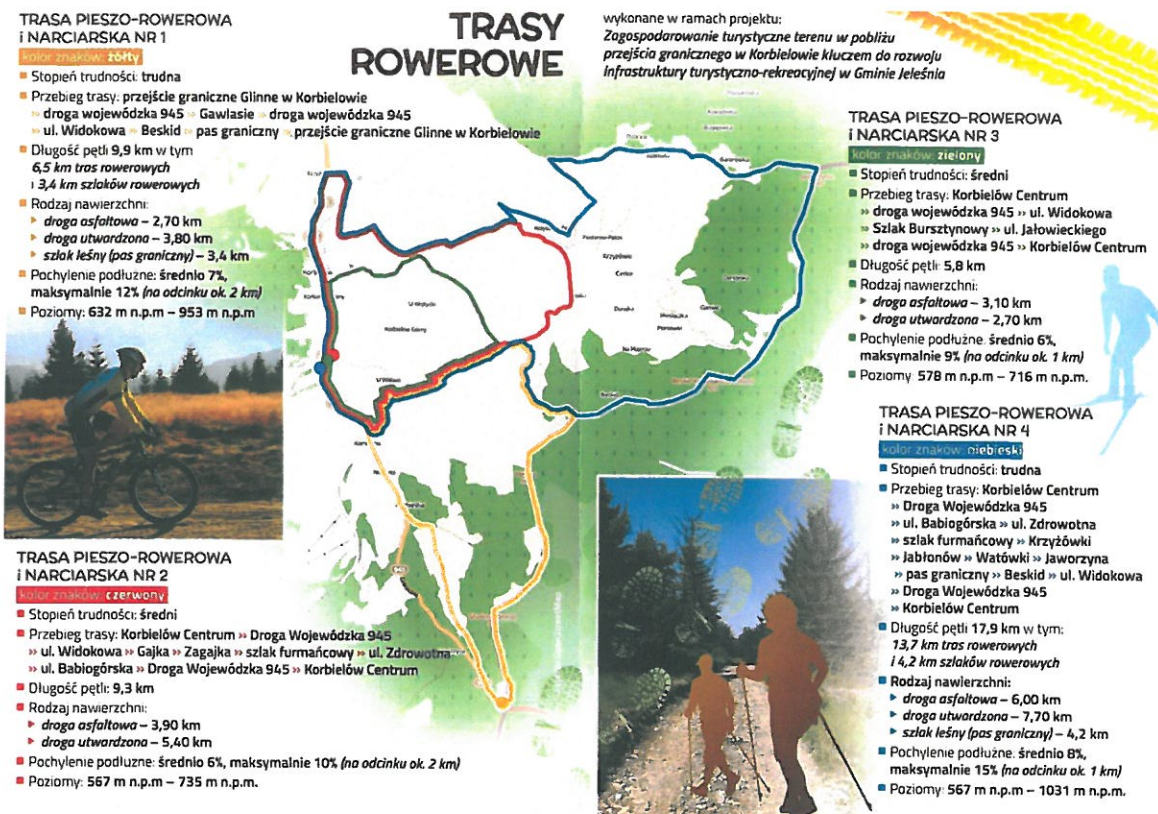 TRASY
ROWEROWE
wykonane w ramach projektu:
Zagospodarowanie turystyczne terenu w pobliżu
przejścia granicznego w Korbielowie kluczem do rozwoju
Infrastruktury turystyczno-rekreacyjnej w Gminie Jeleśnia
TRASA PIESZO-ROWEROWA
i NARCIARSKA NR 1
kolor znaków: żółty
Stopień trudności: trudna
Przebieg trasy: przejście graniczne Glinne w Korbielowie
» droga wojewódzka 945 » Gawlasie » droga wojewódzka 945
» ul. Widokowa » Beskid » pas graniczny » przejście graniczne Glinne w Korbielowie
Długość pętli 9,9 km w tym
6,5 km tras rowerowych
i 3,4 km szlaków rowerowych
Rodzaj nawierzchni:
droga asfaltowa – 2,70 km
droga utwardzona – 3,80 km
szlak leśny (pas graniczny) – 3,4 km
Pochylenie podłużne: średnio 7%,
maksymalnie 12% (na odcinku ok. 2 km)
Poziomy: 632 m n.p.m – 953 m n.p.m
TRASA PIESZO-ROWEROWA
i NARCIARSKA NR 2
kolor znaków: czerwony
Stopień trudności: średni
Przebieg trasy: Korbielów Centrum » Droga Wojewódzka 945
» ul. Widokowa » Gajka » Zagajka » szlak furmańcowy » ul. Zdrowotna
» ul. Babiogórska » Droga Wojewódzka 945 » Korbielów Centrum
Długość pętli: 9,3 km
Rodzaj nawierzchni:
droga asfaltowa – 3,90 km
droga utwardzona – 5,40 km
Pochylenie podłużne: średnio 6%, maksymalnie 10% (na odcinku ok. 2 km)
Poziomy: 567 m n.p.m – 735 m n.p.m.
TRASA PIESZO-ROWEROWA
i NARCIARSKA NR 3
kolor znaków: zielony
Stopień trudności: średni
Przebieg trasy: Korbielów Centrum
» droga wojewódzka 945 » ul. Widokowa
» Szlak Bursztynowy » ul. Jałowieckiego
» droga wojewódzka 945 » Korbielów Centrum
Długość pętli: 5,8 km
Rodzaj nawierzchni:
droga asfaltowa – 3,10 km
droga utwardzona – 2,70 km
Pochylenie podłużne: średnio 6%,
maksymalnie 9% (na odcinku ok. 1 km)
Poziomy: 578 m n.p.m – 716 m n.p.m.
TRASA PIESZO-ROWEROWA
i NARCIARSKA NR 4
kolor znaków: niebieski
Stopień trudności: trudna
Przebieg trasy: Korbielów Centrum
» Droga Wojewódzka 945
» ul. Babiogórska » ul. Zdrowotna
» szlak furmańcowy » Krzyżówki
» Jabłonów » Watówki » Jaworzyna
» pas graniczny » Beskid » ul. Widokowa
» Droga Wojewódzka 945
» Korbielów Centrum
Długość pętli 17,9 km w tym:
13,7 km tras rowerowych
i 4,2 km szlaków rowerowych
Rodzaj nawierzchni:
droga asfaltowa – 6,00 km
droga utwardzona – 7,70 km
szlak leśny (pas graniczny) – 4,2 km
Pochylenie podłużne: średnio 8%,
maksymalnie 15% (na odcinku ok. 1 km)
Poziomy: 567 m n.p.m – 1031 m n.p.m.
Krzyżówki
Korbielów Górny
945